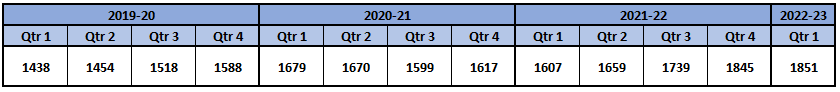 2019-20 2020-21 2021-22 2022-23
Qtr 1 Qtr 2 Qtr 3 Qtr 4 Qtr 1 Qtr 2 Qtr 3 Qtr 4 Qtr 1 Qtr 2 Qtr 3 Qtr 4 Qtr 1
1438 1454 1518 1588 1679 1670 1599 1617 1607 1659 1739 1845 1851